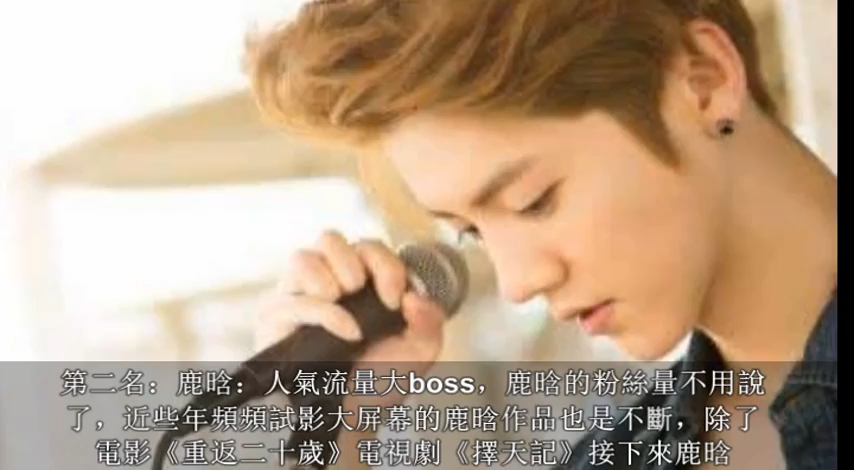 第二名：鹿晗：人氣流量大boss，鹿晗的粉絲量不用說
了，近些年頻頻試影大屏幕的鹿晗作品也是不斷，除了
電影《重返二十歲》電視劇《擇天記》接下來鹿晗